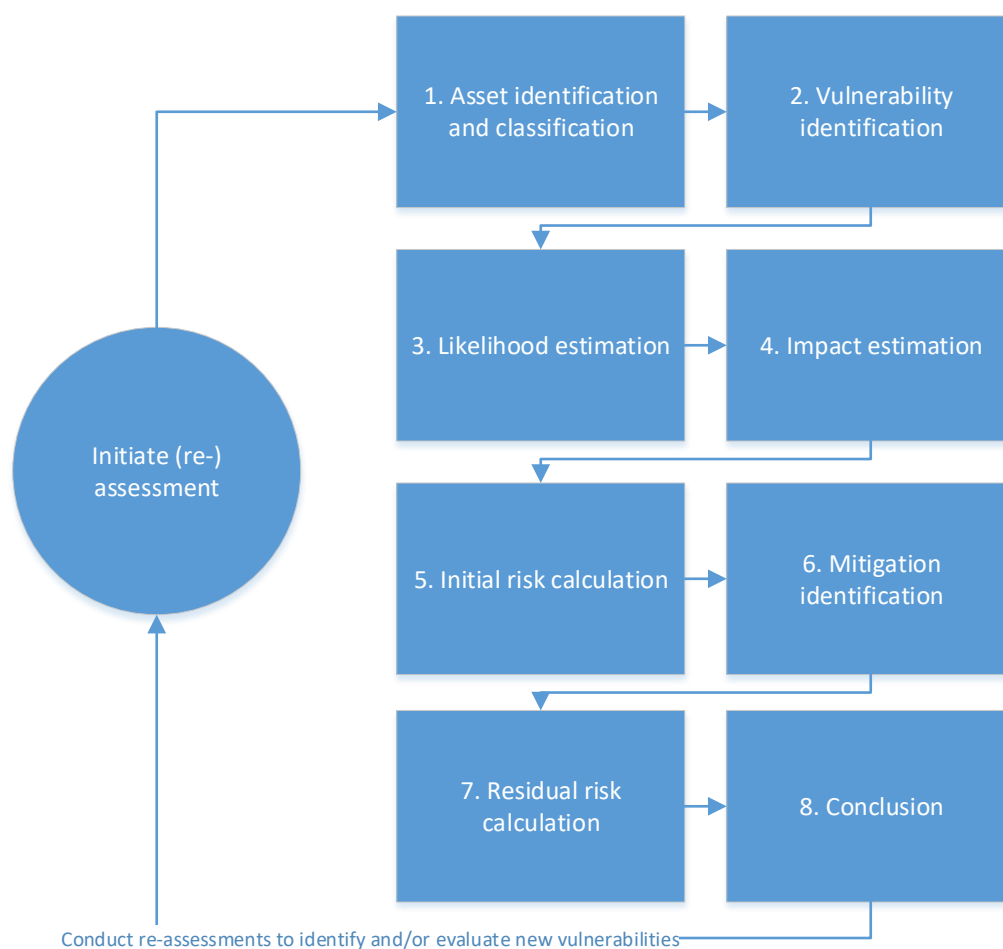 1. Asset identification
and classification
2. Vulnerability
identification
3. Likelihood estimation
4. Impact estimation
Initiate (re-)
assessment
5. Initial risk calculation
6. Mitigation
identification
7. Residual risk
calculation
8. Conclusion
Conduct re-assessments to identify and/or evaluate new vulnerabilities